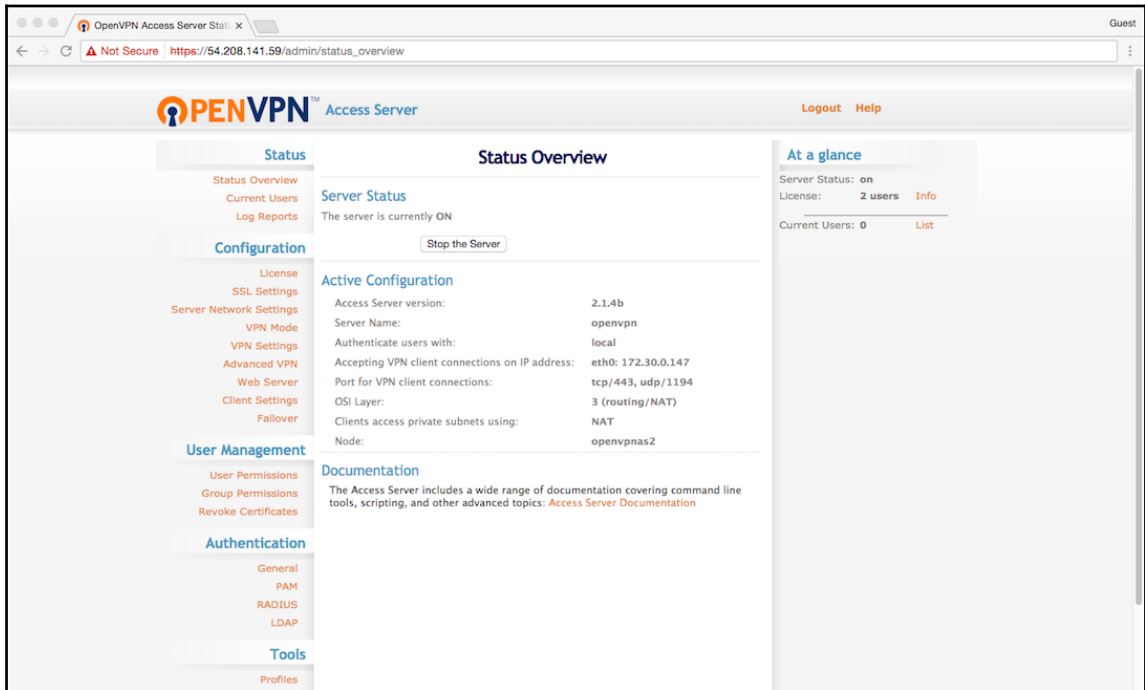 OpenVPN Access Server Stat
Guest
Not Secure https://54.208.141.59/admin/status_overview
OPENVPN™ Access Server
Logout Help
Status
Status Overview
Current Users
Log Reports
Configuration
License
SSL Settings
Server Network Settings
VPN Mode
VPN Settings
Advanced VPN
Web Server
Client Settings
Failover
User Management
User Permissions
Group Permissions
Revoke Certificates
Authentication
General
PAM
RADIUS
LDAP
Tools
Profiles
Status Overview
Server Status
The server is currently ON
Stop the Server
Active Configuration
Access Server version: 2.1.4b
Server Name: openvpn
Authenticate users with: local
Accepting VPN client connections on IP address: eth0: 172.30.0.147
Port for VPN client connections: tcp/443, udp/1194
OSI Layer: 3 (routing/NAT)
Clients access private subnets using: NAT
Node: openvpnas2
Documentation
The Access Server includes a wide range of documentation covering command line
tools, scripting, and other advanced topics: Access Server Documentation
At a glance
Server Status: on
License: 2 users Info
Current Users: 0 List